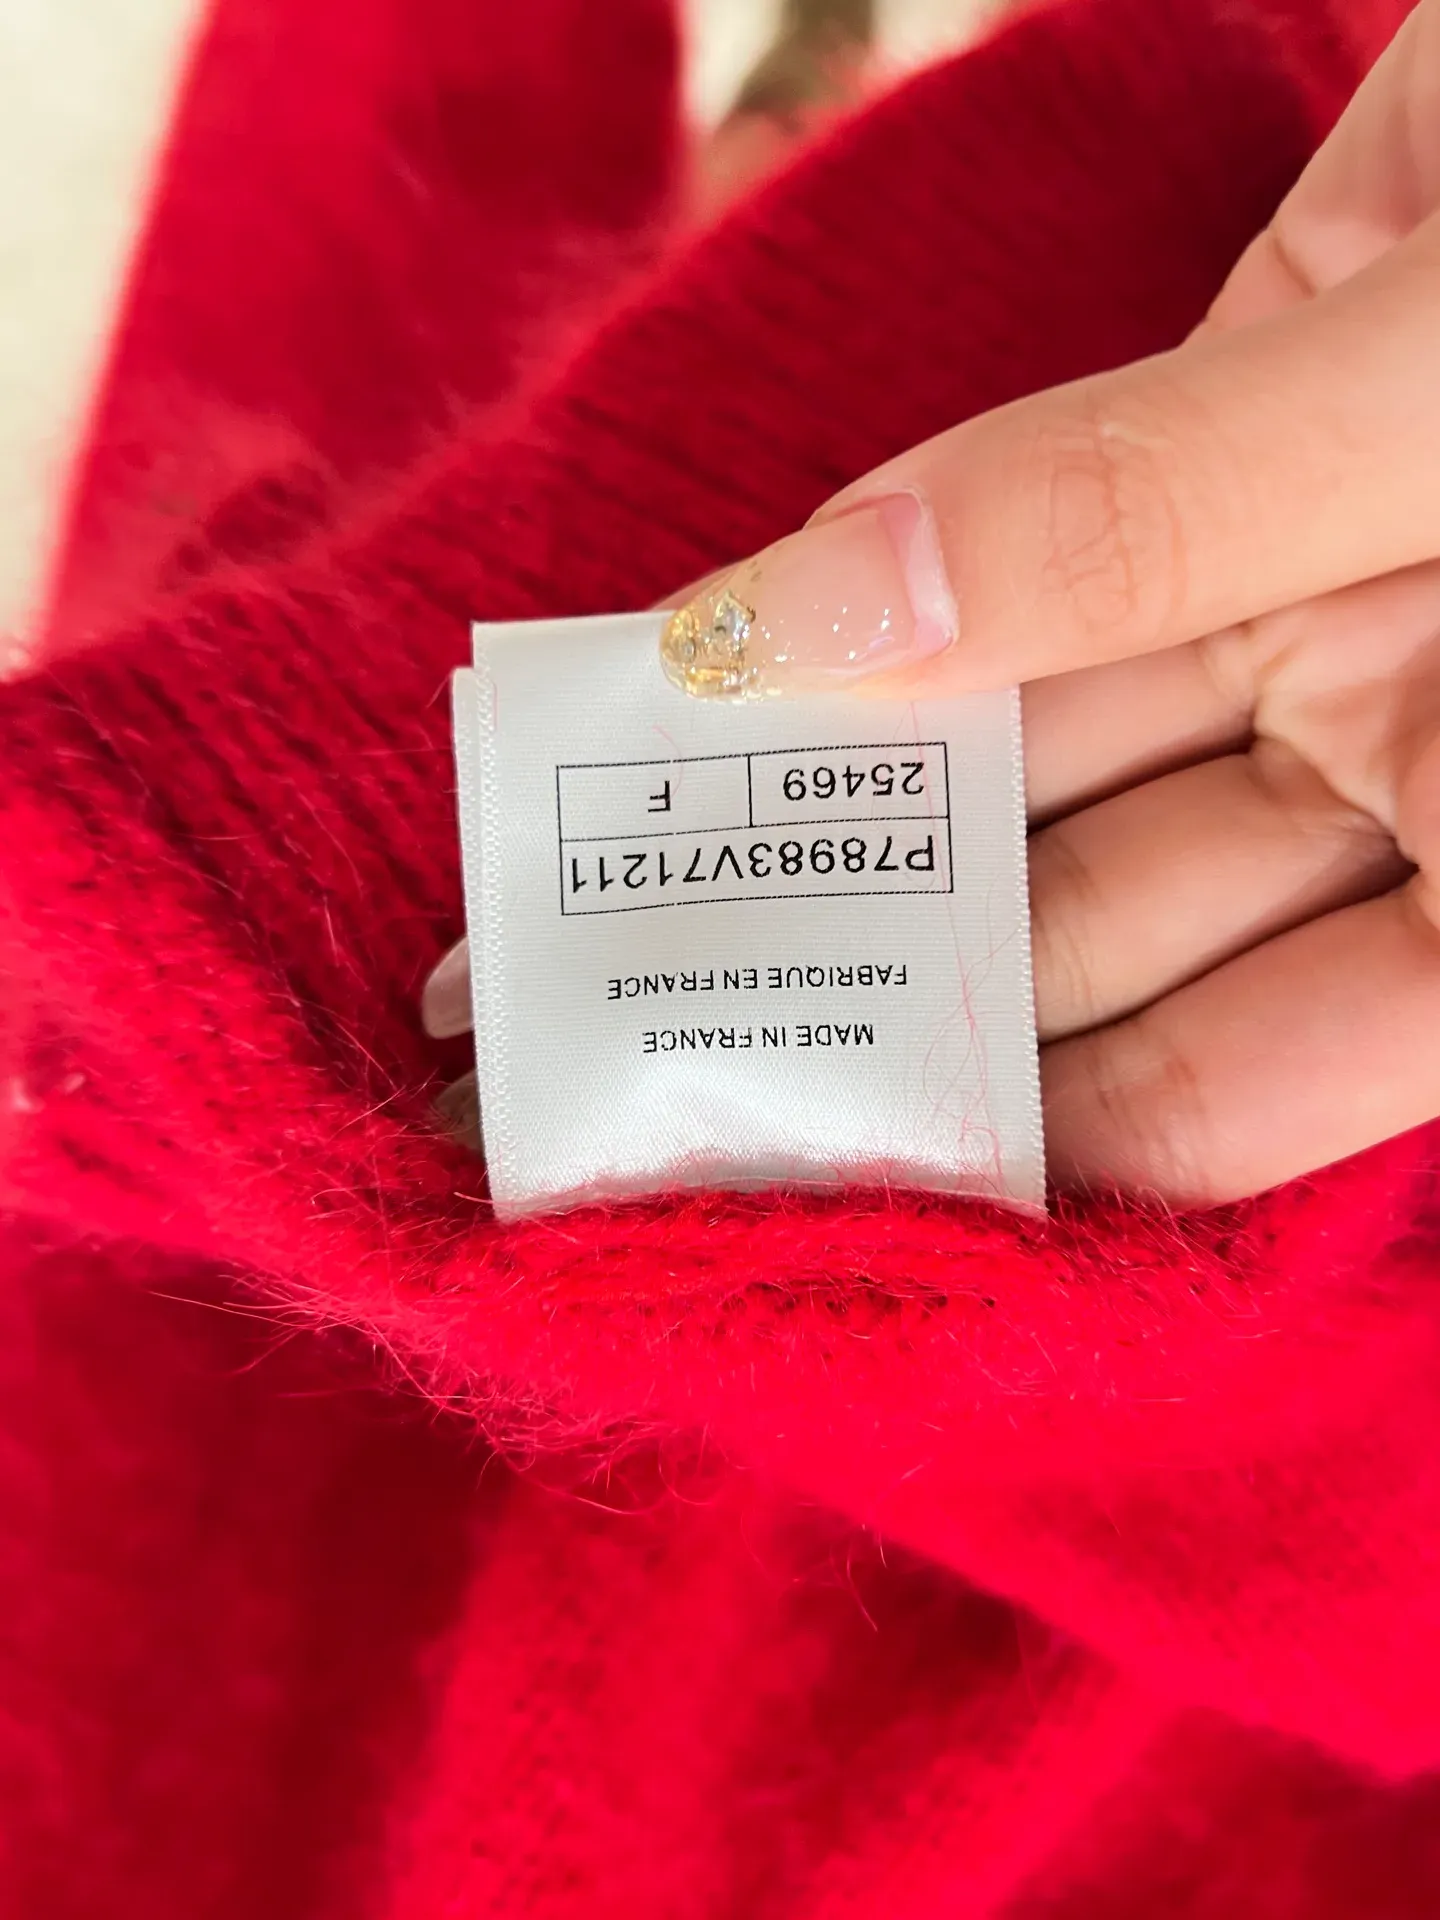 MADE IN FRANCE
FABRIQUE EN FRANCE
P78983V71211
25469 F